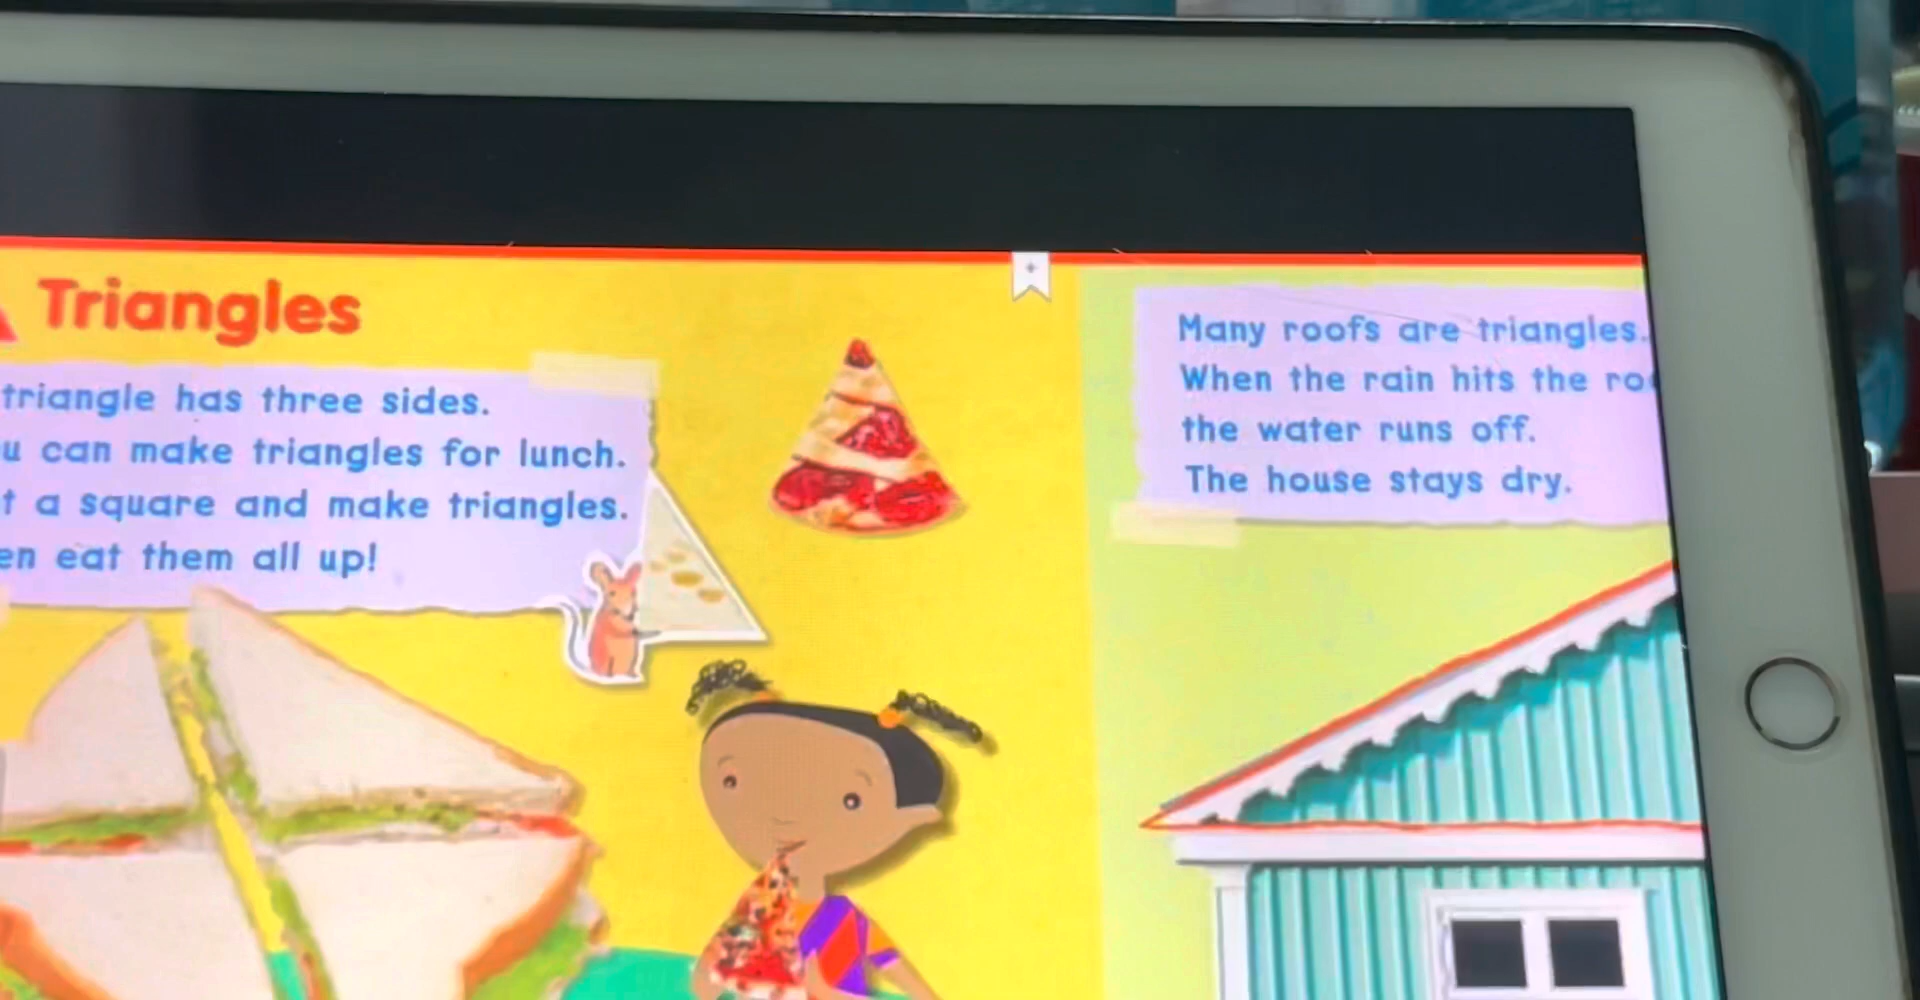 Triangles
triangle has three sides.
u can make triangles for lunch.
t a square and make triangles.
en eat them all up!
Many roofs are triangles.
When the rain hits the ro
the water runs off.
The house stays dry.